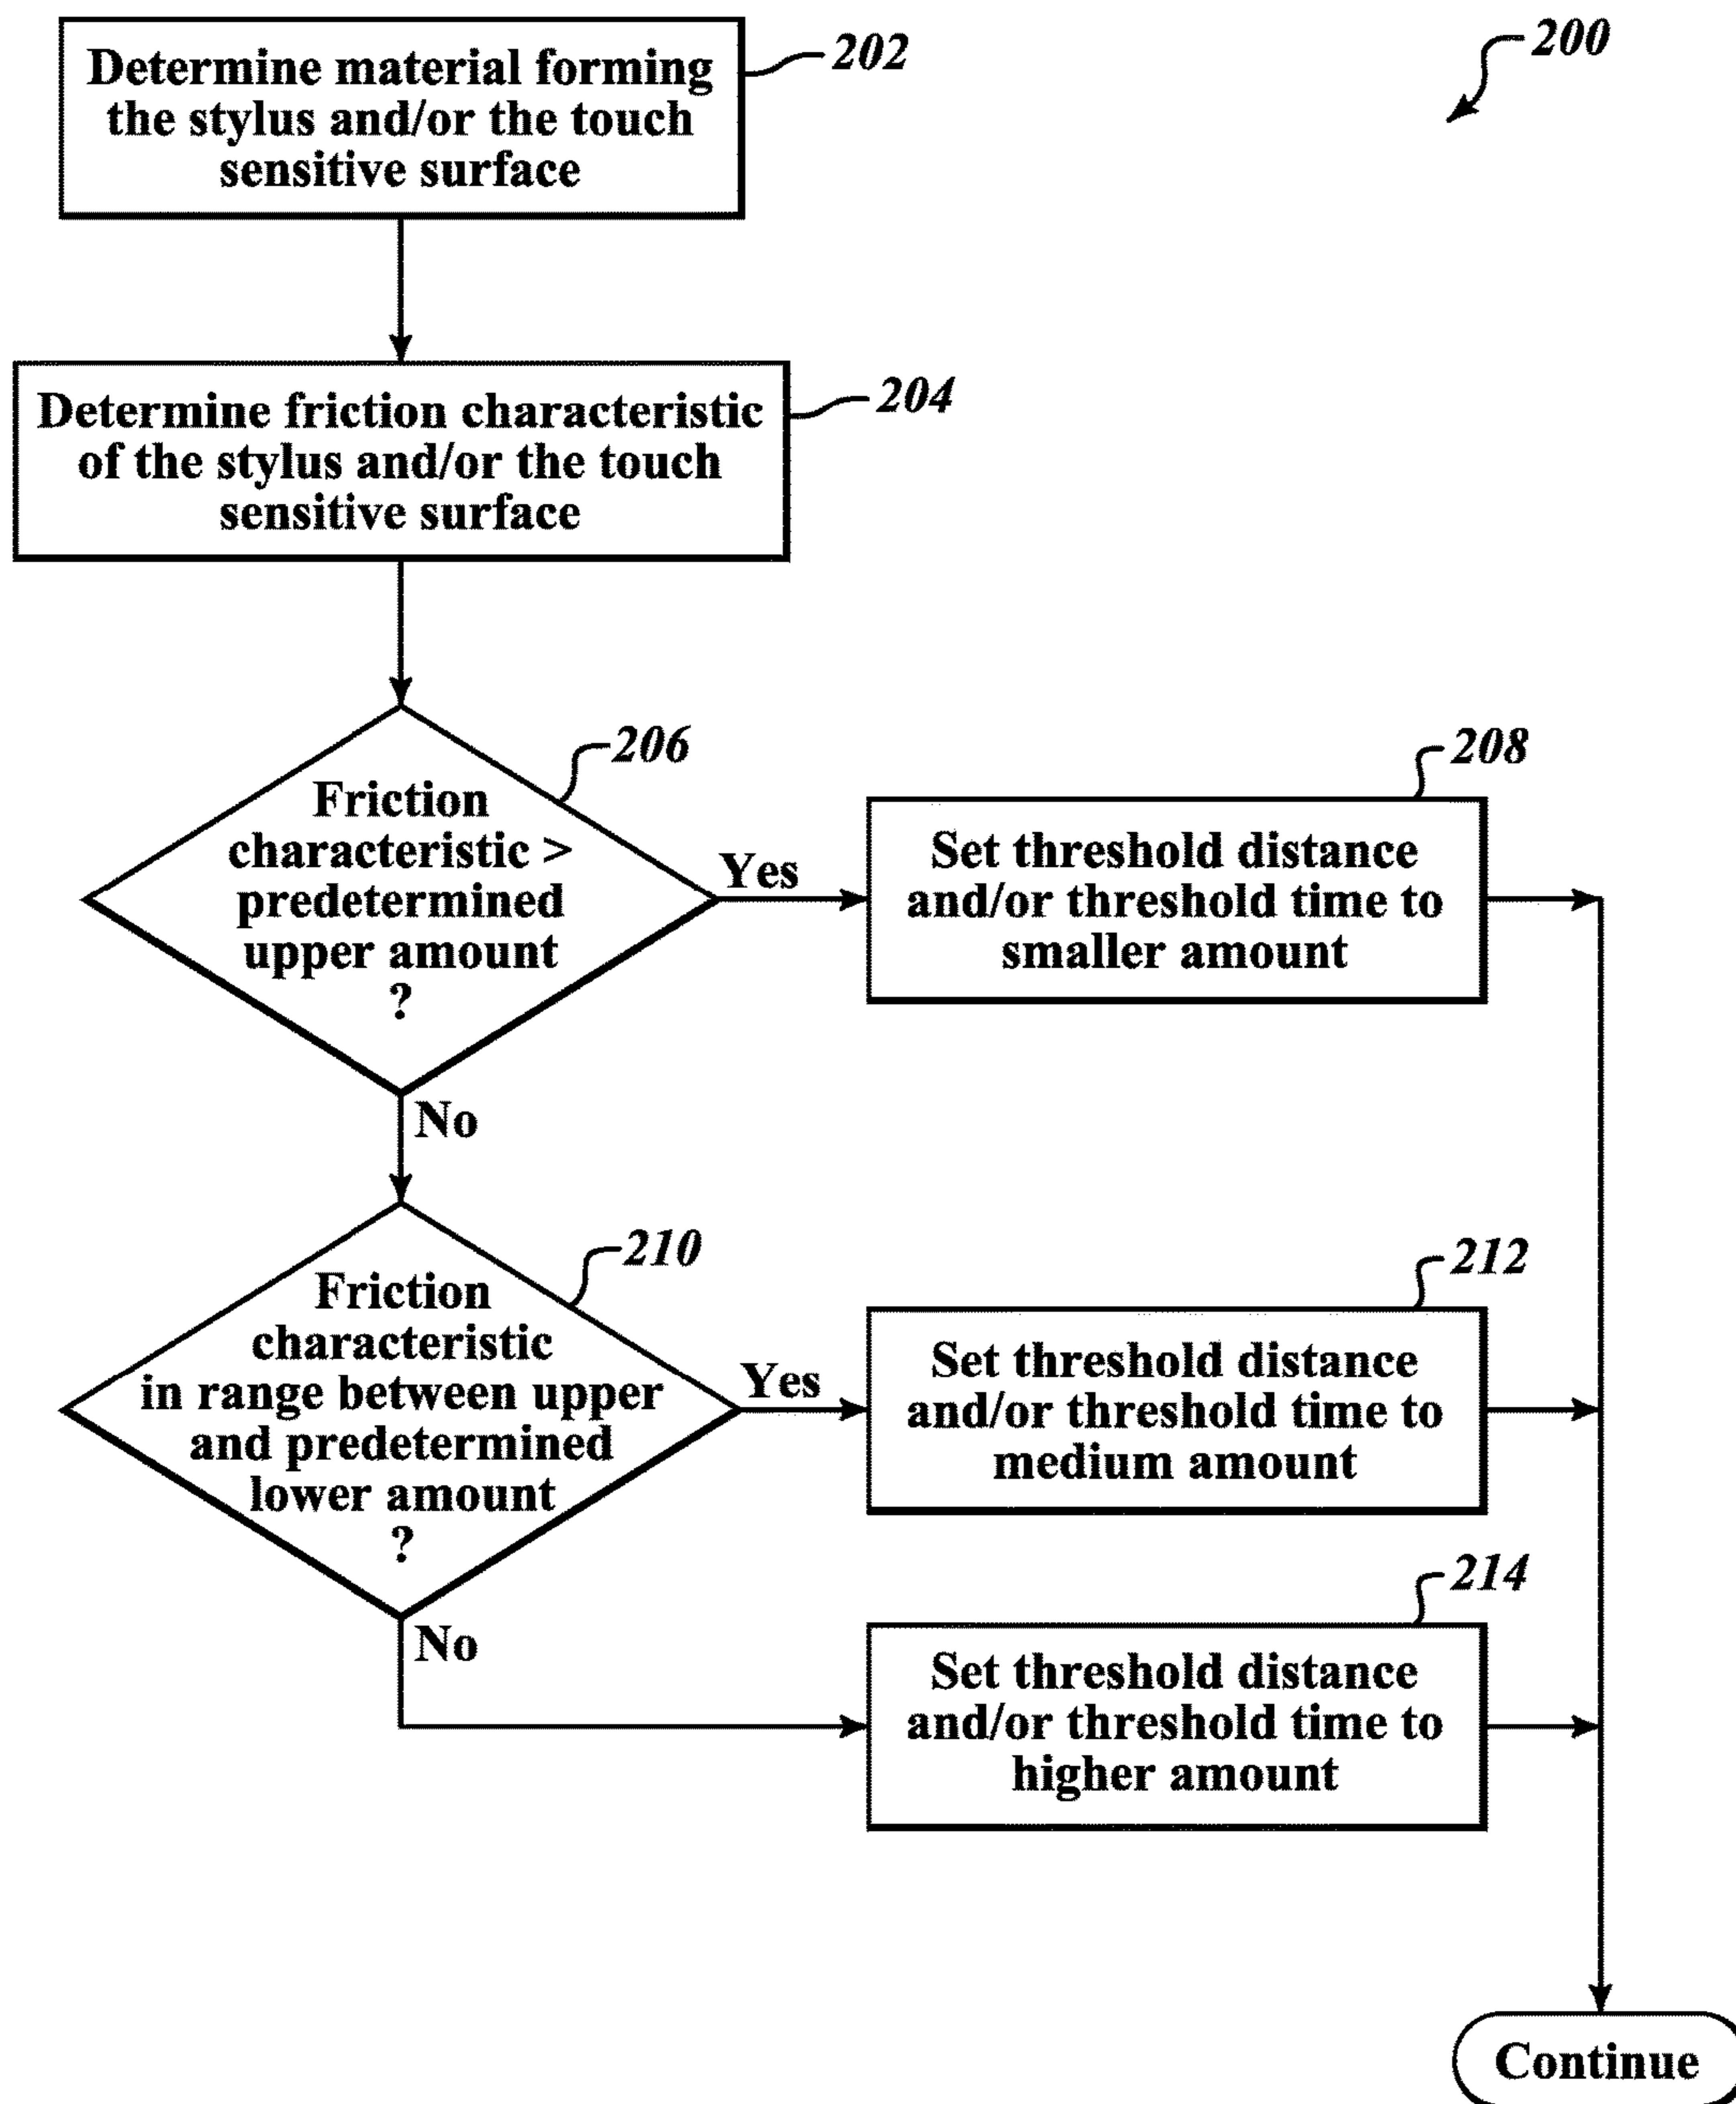 200
202
Determine material forming
the stylus and/or the touch
sensitive surface
204
Determine friction characteristic
of the stylus and/or the touch
sensitive surface
206
Friction
characteristic >
predetermined
upper amount
?
Yes
No
208
Set threshold distance
and/or threshold time to
smaller amount
210
Friction
characteristic
in range between upper
and predetermined
lower amount
?
Yes
No
212
Set threshold distance
and/or threshold time to
medium amount
214
Set threshold distance
and/or threshold time to
higher amount
Continue